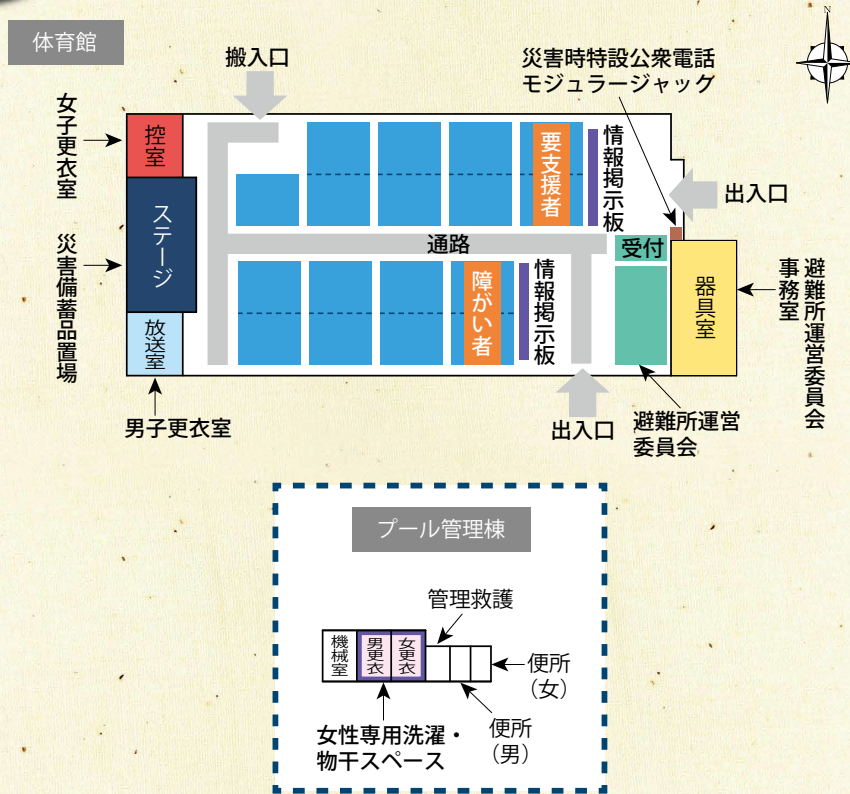 N
体育館
搬入口
災害時特設公衆電話
モジュラージャッグ
女子更衣室
控室
要支援者
情報掲示板
出入口
ステージ
通路
受付
災害備蓄品置場
障がい者
情報掲示板
器具室
避難所運営委員会
事務室
放送室
男子更衣室
出入口
避難所運営
委員会
プール管理棟
管理救護
機械室
男更衣
女更衣
便所
（女）
女性専用洗濯・
物干スペース
便所
（男）